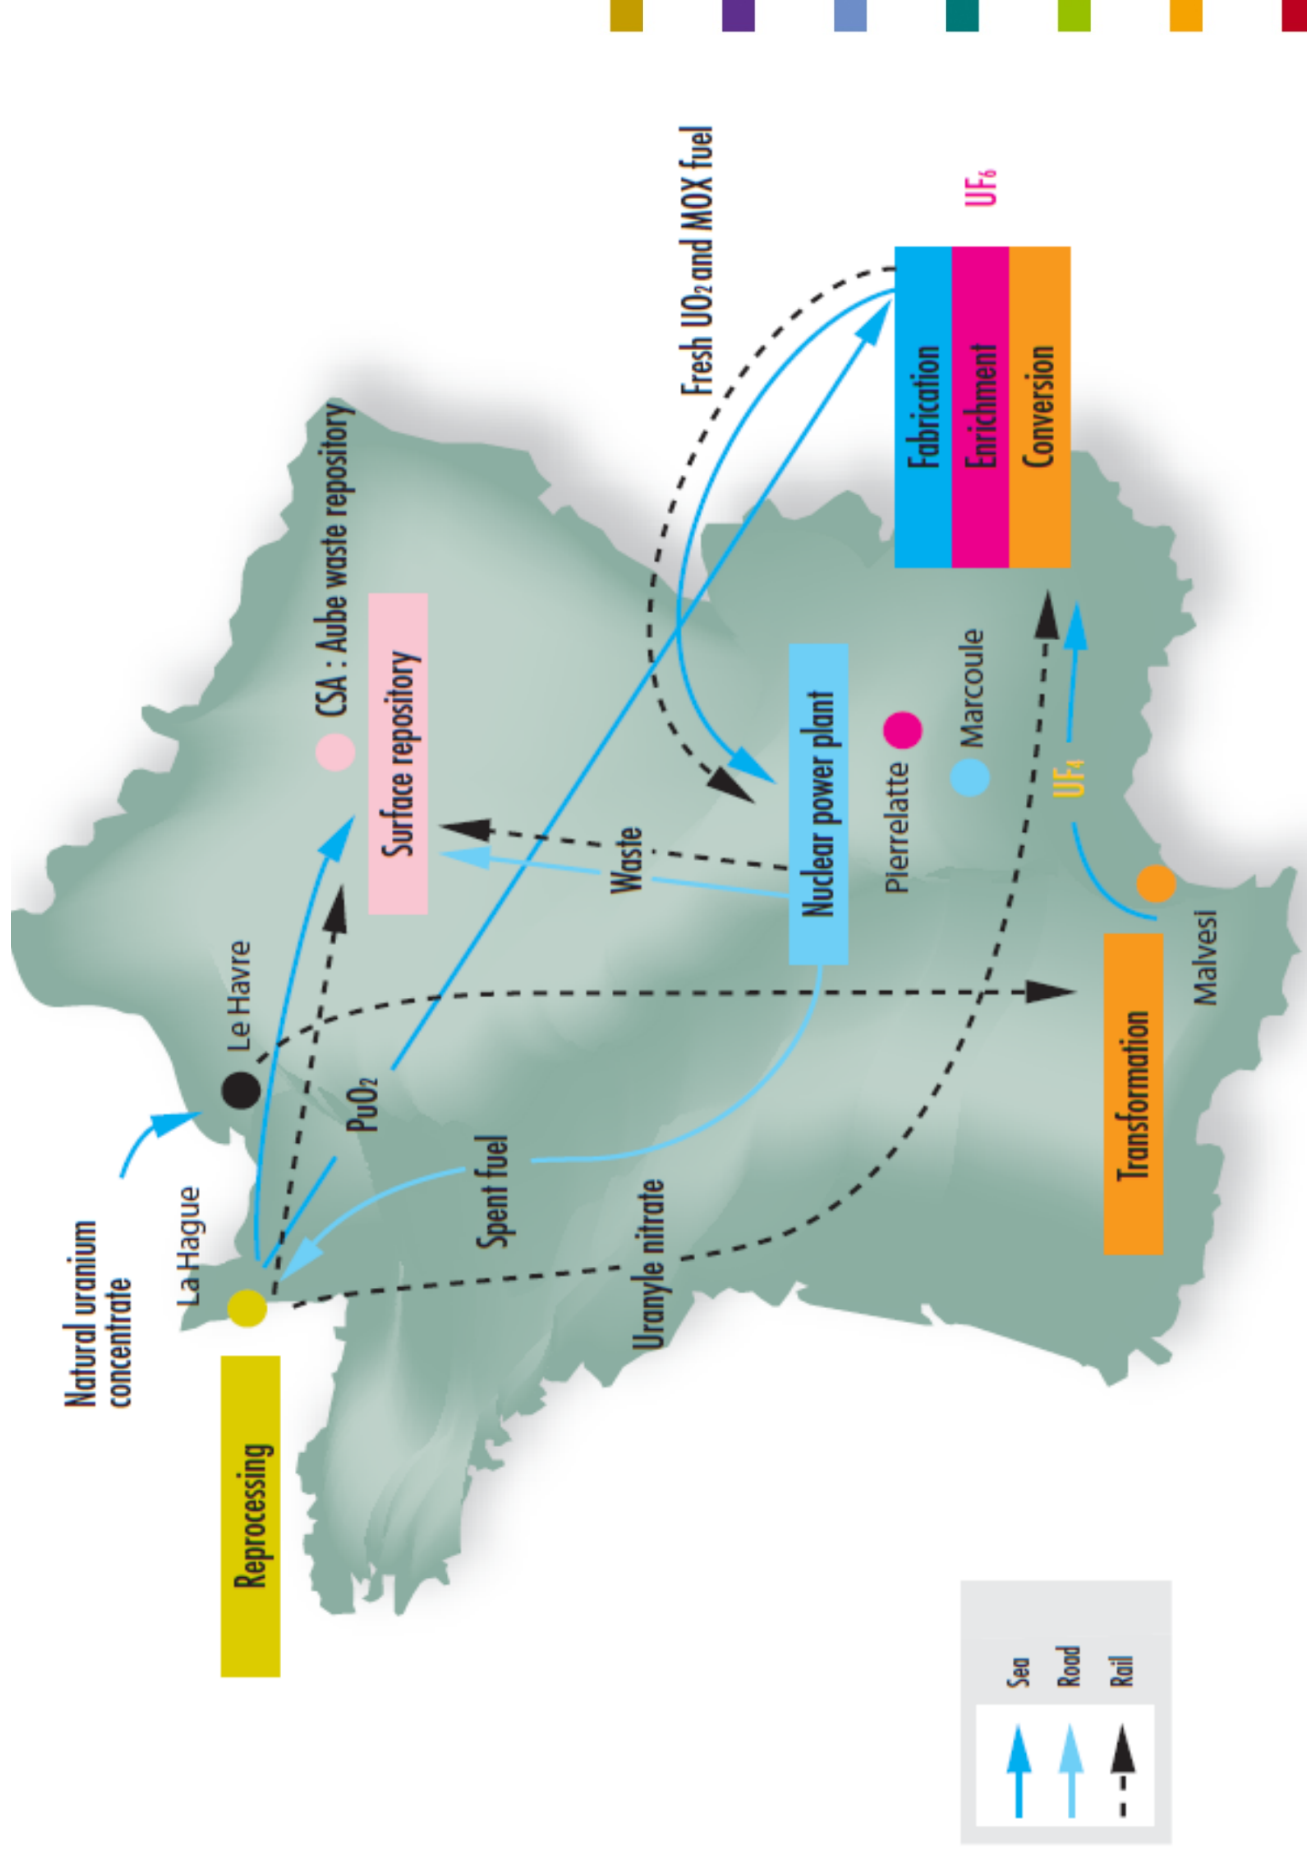 Natural uranium
concentrate
La Hague
Le Havre
Reprocessing
CSA : Aube waste repository
Surface repository
PuO₂
Spent fuel
Waste
Uranyle nitrate
Fresh UO₂ and MOX fuel
Nuclear power plant
Pierrelatte
Marcoule
Fabrication
Enrichment
Conversion
UF₆
UF₄
Transformation
Malvesi
Sea
Road
Rail